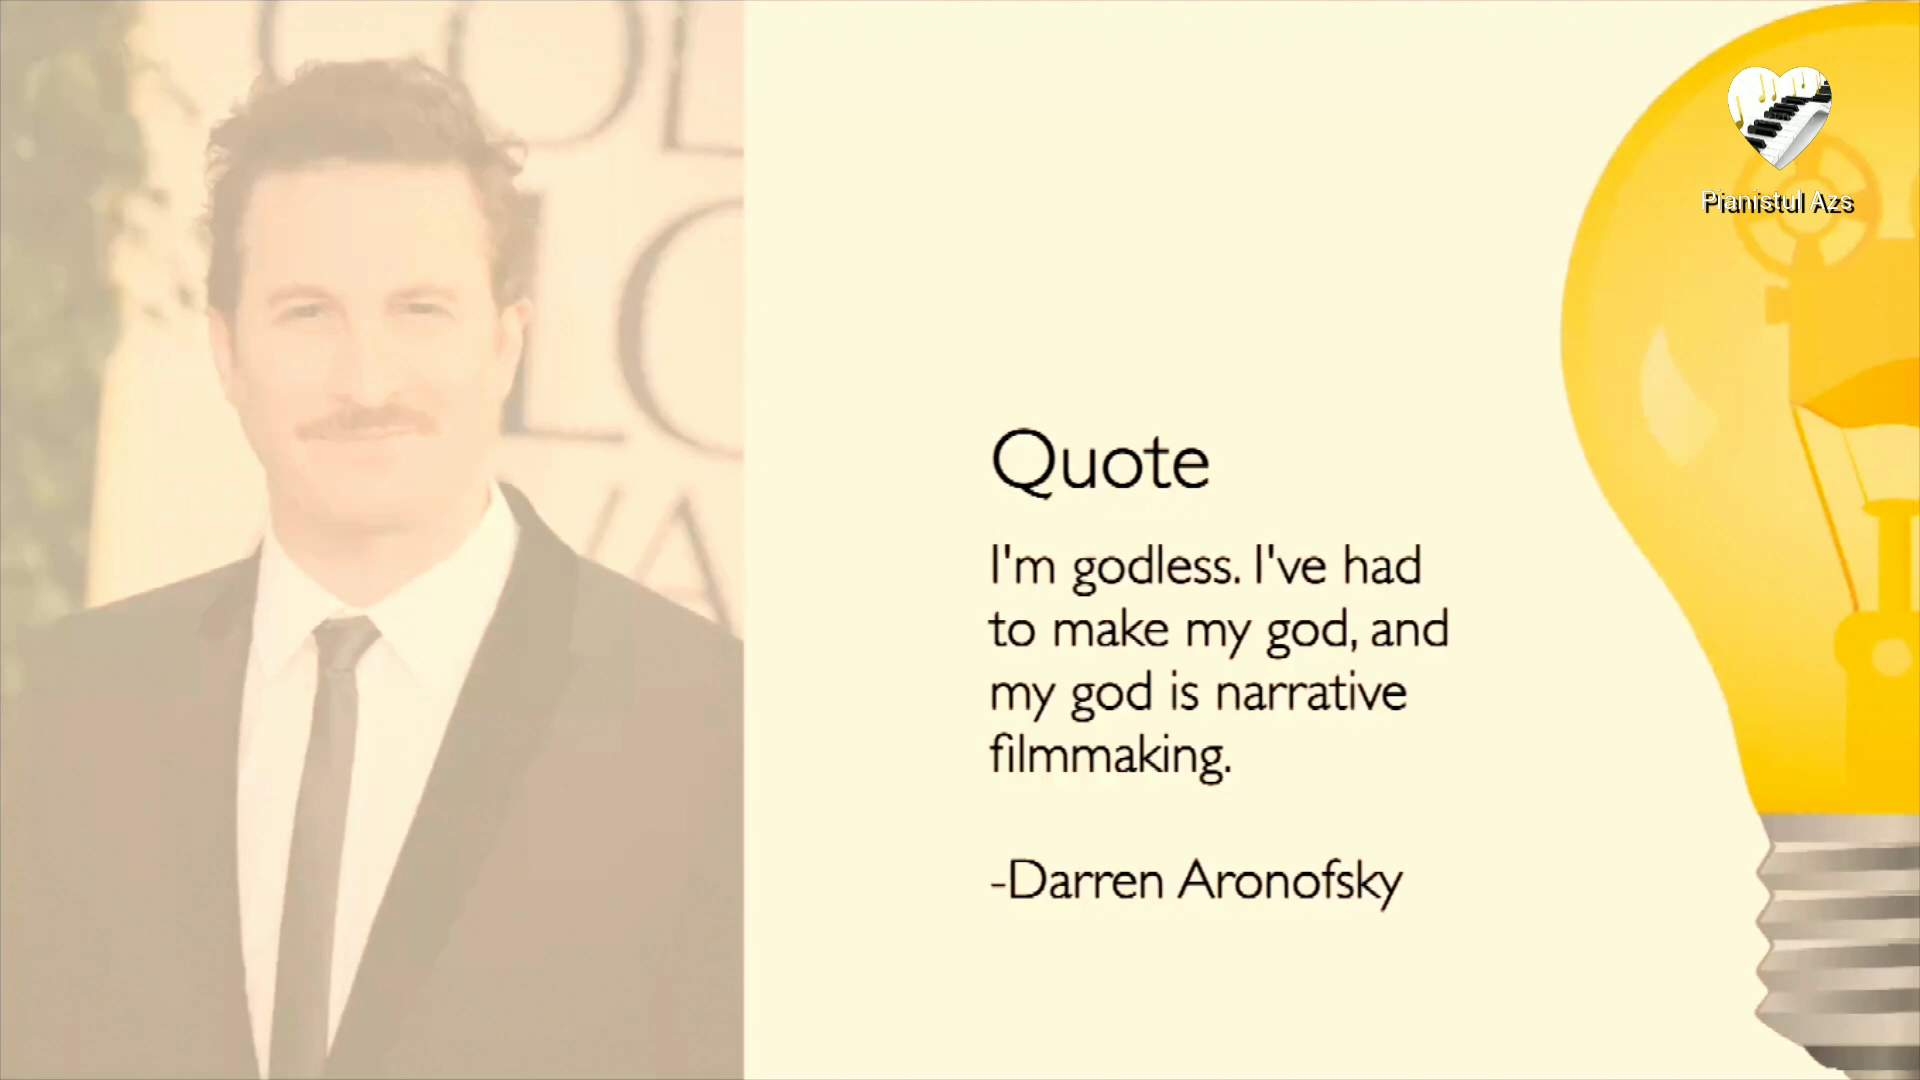 Pianistul Azs
Quote
I'm godless. I've had
to make my god, and
my god is narrative
filmmaking.
-Darren Aronofsky